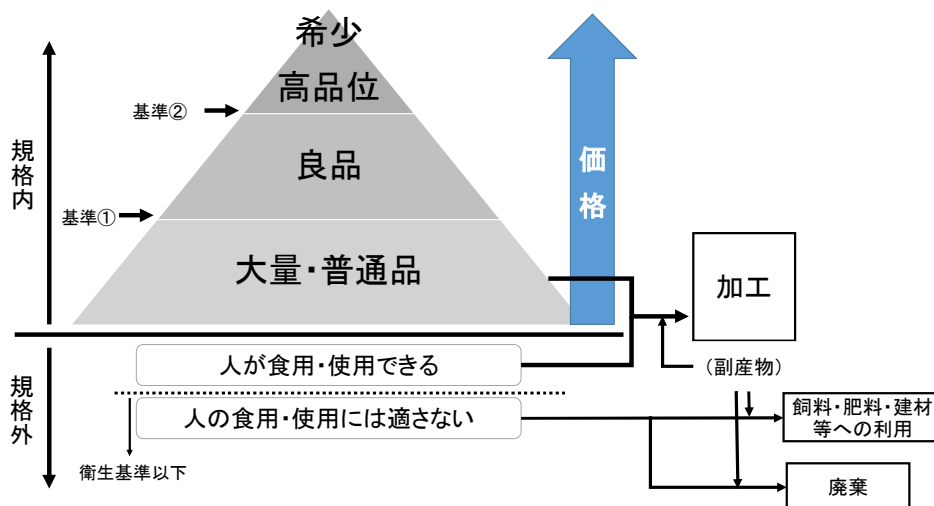 希少
高品位
基準②
良品
規格内
価格
基準①
大量・普通品
加工
人が食用・使用できる
(副産物)
規格外
人の食用・使用には適さない
飼料・肥料・建材
等への利用
衛生基準以下
廃棄